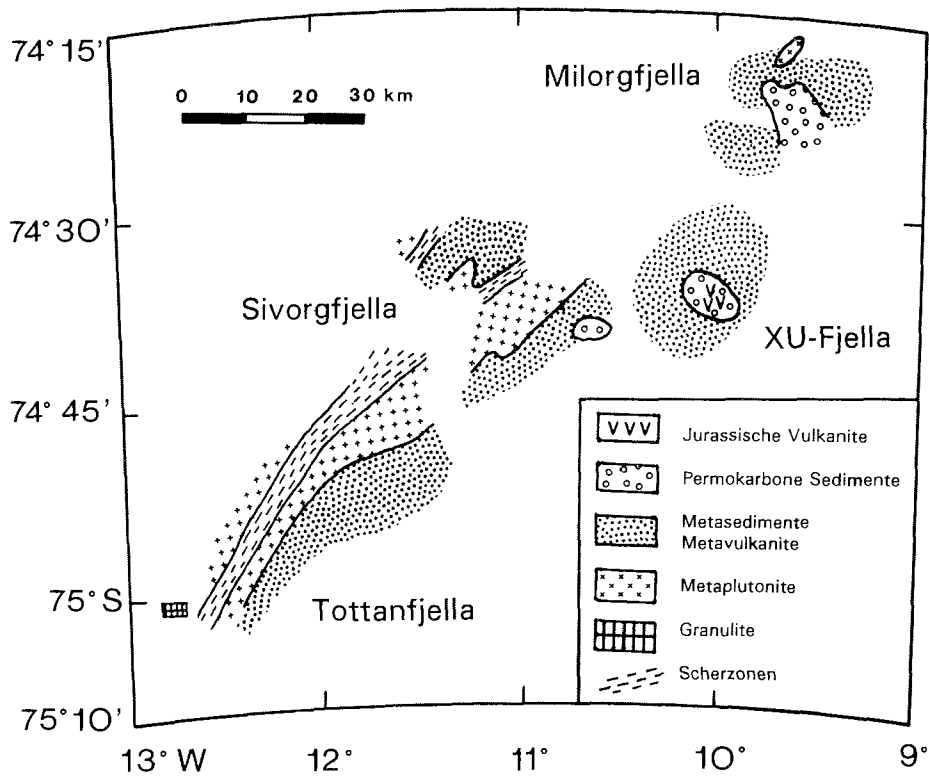 74° 15'
Milorgfjella
0 10 20 30 km
74° 30'
Sivorgfjella
XU-Fjella
74° 45'
VVV Jurassische Vulkanite
Permokarbone Sedimente
Metasedimente
Metavulkanite
Metaplutonite
75° S
Tottanfjella
Granulite
Scherzonen
75° 10'
13° W 12° 11° 10° 9°